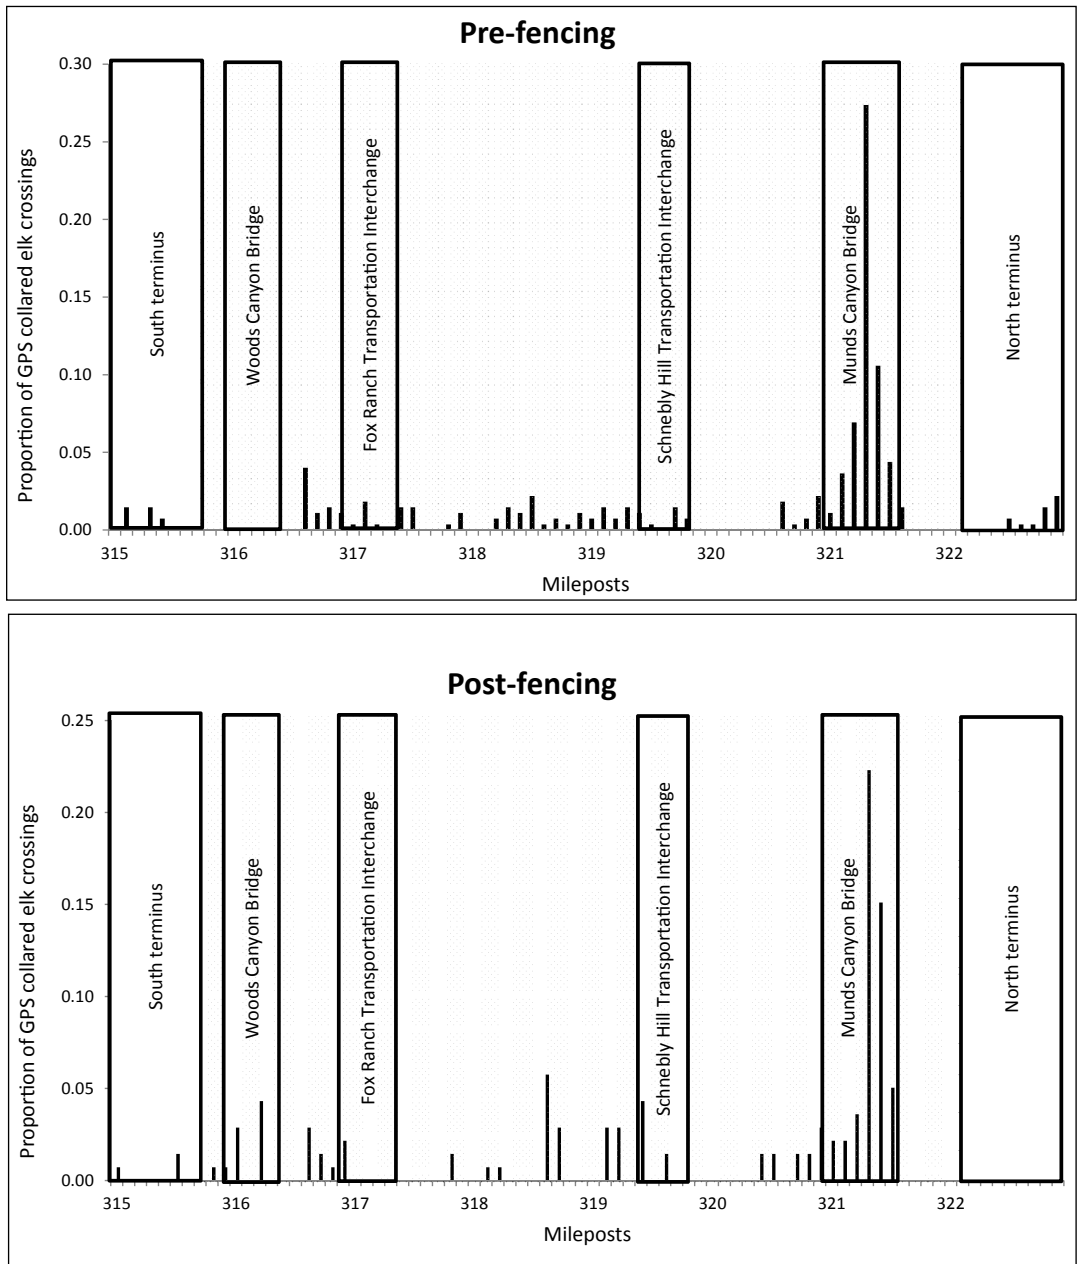 Pre-fencing
Proportion of GPS collared elk crossings
0.30
0.25
0.20
0.15
0.10
0.05
0.00
South terminus
Woods Canyon Bridge
Fox Ranch Transportation Interchange
Schnebly Hill Transportation Interchange
Munds Canyon Bridge
North terminus
315 316 317 318 319 320 321 322
Mileposts
Post-fencing
Proportion of GPS collared elk crossings
0.25
0.20
0.15
0.10
0.05
0.00
South terminus
Woods Canyon Bridge
Fox Ranch Transportation Interchange
Schnebly Hill Transportation Interchange
Munds Canyon Bridge
North terminus
315 316 317 318 319 320 321 322
Mileposts